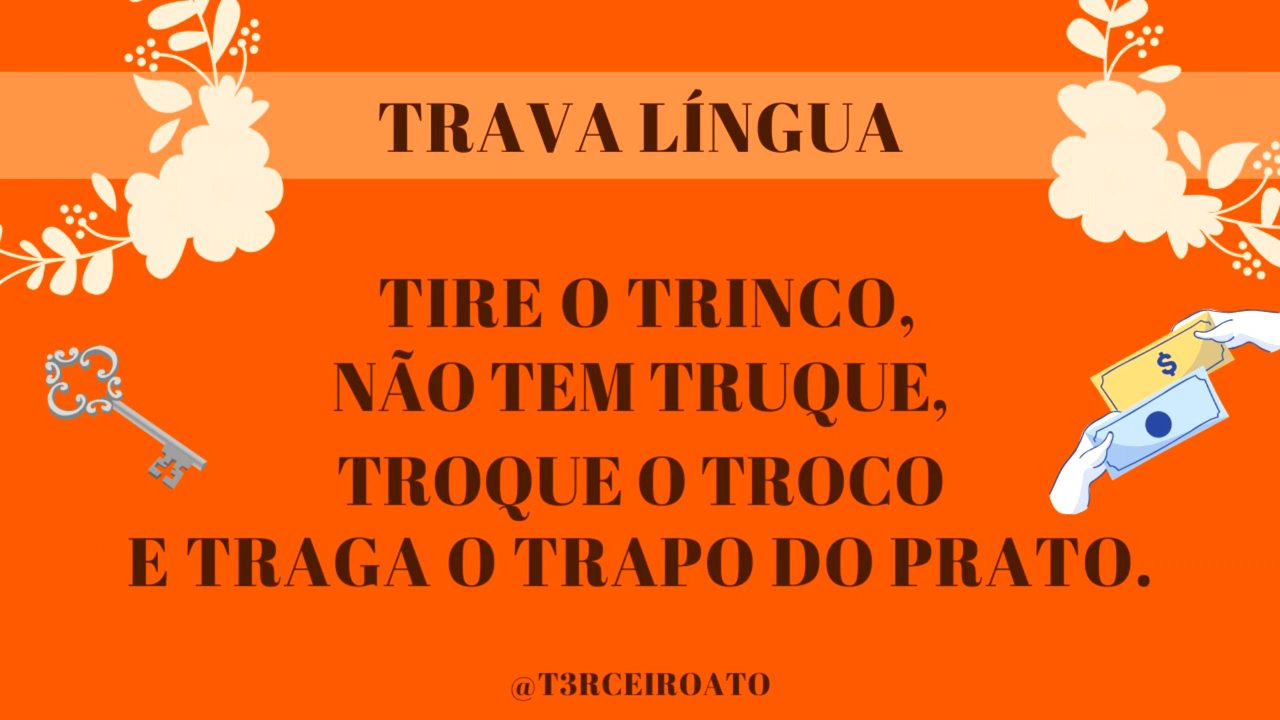 TRAVA LÍNGUA
TIRE O TRINCO,
NÃO TEM TRUQUE,
TROQUE O TROCO
E TRAGA O TRAPO DO PRATO.
@T3RCEIROATO
$